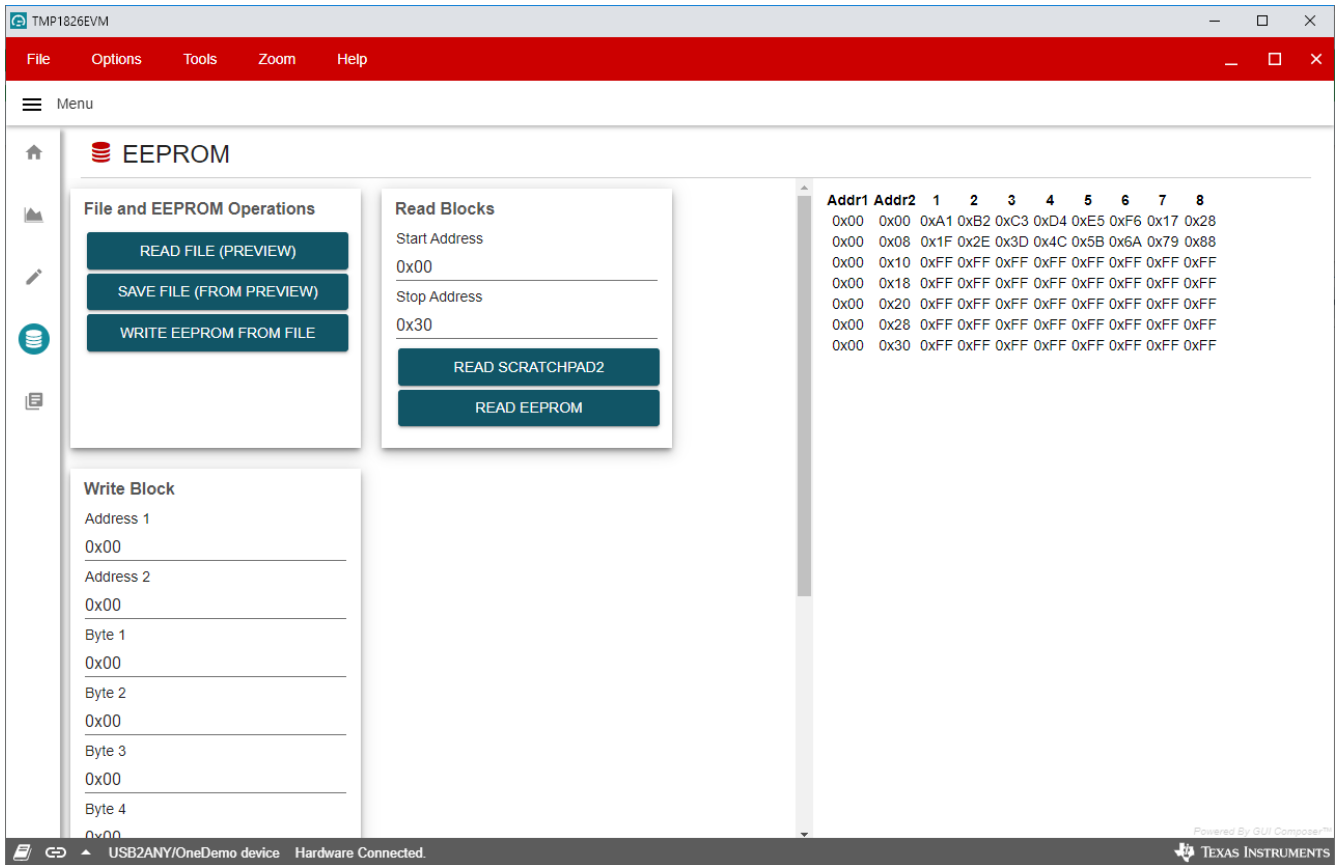 TMP1826EVM
File Options Tools Zoom Help
Menu
EEPROM
File and EEPROM Operations
READ FILE (PREVIEW)
SAVE FILE (FROM PREVIEW)
WRITE EEPROM FROM FILE
Read Blocks
Start Address
0x00
Stop Address
0x30
READ SCRATCHPAD2
READ EEPROM
Write Block
Address 1
0x00
Address 2
0x00
Byte 1
0x00
Byte 2
0x00
Byte 3
0x00
Byte 4
0x00
Addr1 Addr2 1 2 3 4 5 6 7 8
0x00 0x00 0xA1 0xB2 0xC3 0xD4 0xE5 0xF6 0x17 0x28
0x00 0x08 0x1F 0x2E 0x3D 0x4C 0x5B 0x6A 0x79 0x88
0x00 0x10 0xFF 0xFF 0xFF 0xFF 0xFF 0xFF 0xFF 0xFF
0x00 0x18 0xFF 0xFF 0xFF 0xFF 0xFF 0xFF 0xFF 0xFF
0x00 0x20 0xFF 0xFF 0xFF 0xFF 0xFF 0xFF 0xFF 0xFF
0x00 0x28 0xFF 0xFF 0xFF 0xFF 0xFF 0xFF 0xFF 0xFF
0x00 0x30 0xFF 0xFF 0xFF 0xFF 0xFF 0xFF 0xFF 0xFF
Powered By GUI Composer™
USB2ANY/OneDemo device Hardware Connected.
TEXAS INSTRUMENTS